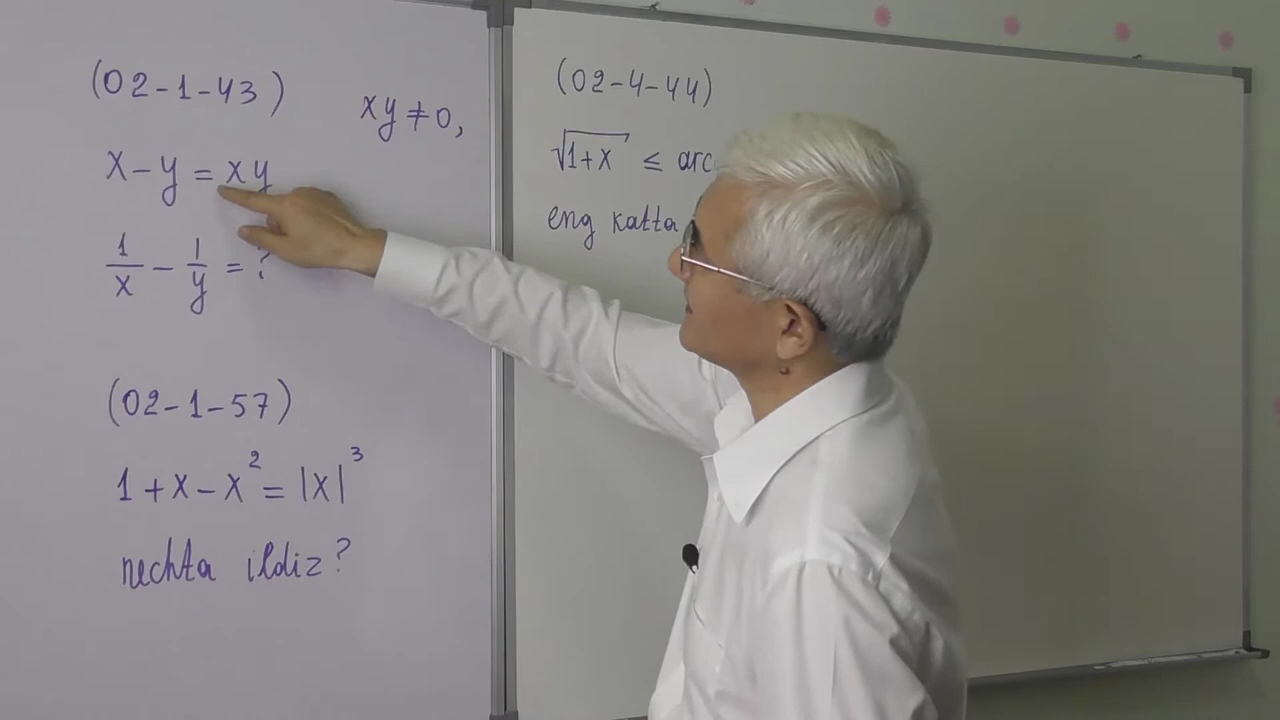 (02-1-43)
xy ≠ 0,
x - y = xy
1/x - 1/y = ?
(02-1-57)
1 + x - x² = |x|³
nechta ildiz?
(02-4-44)
√(1+x) ≤
eng katta